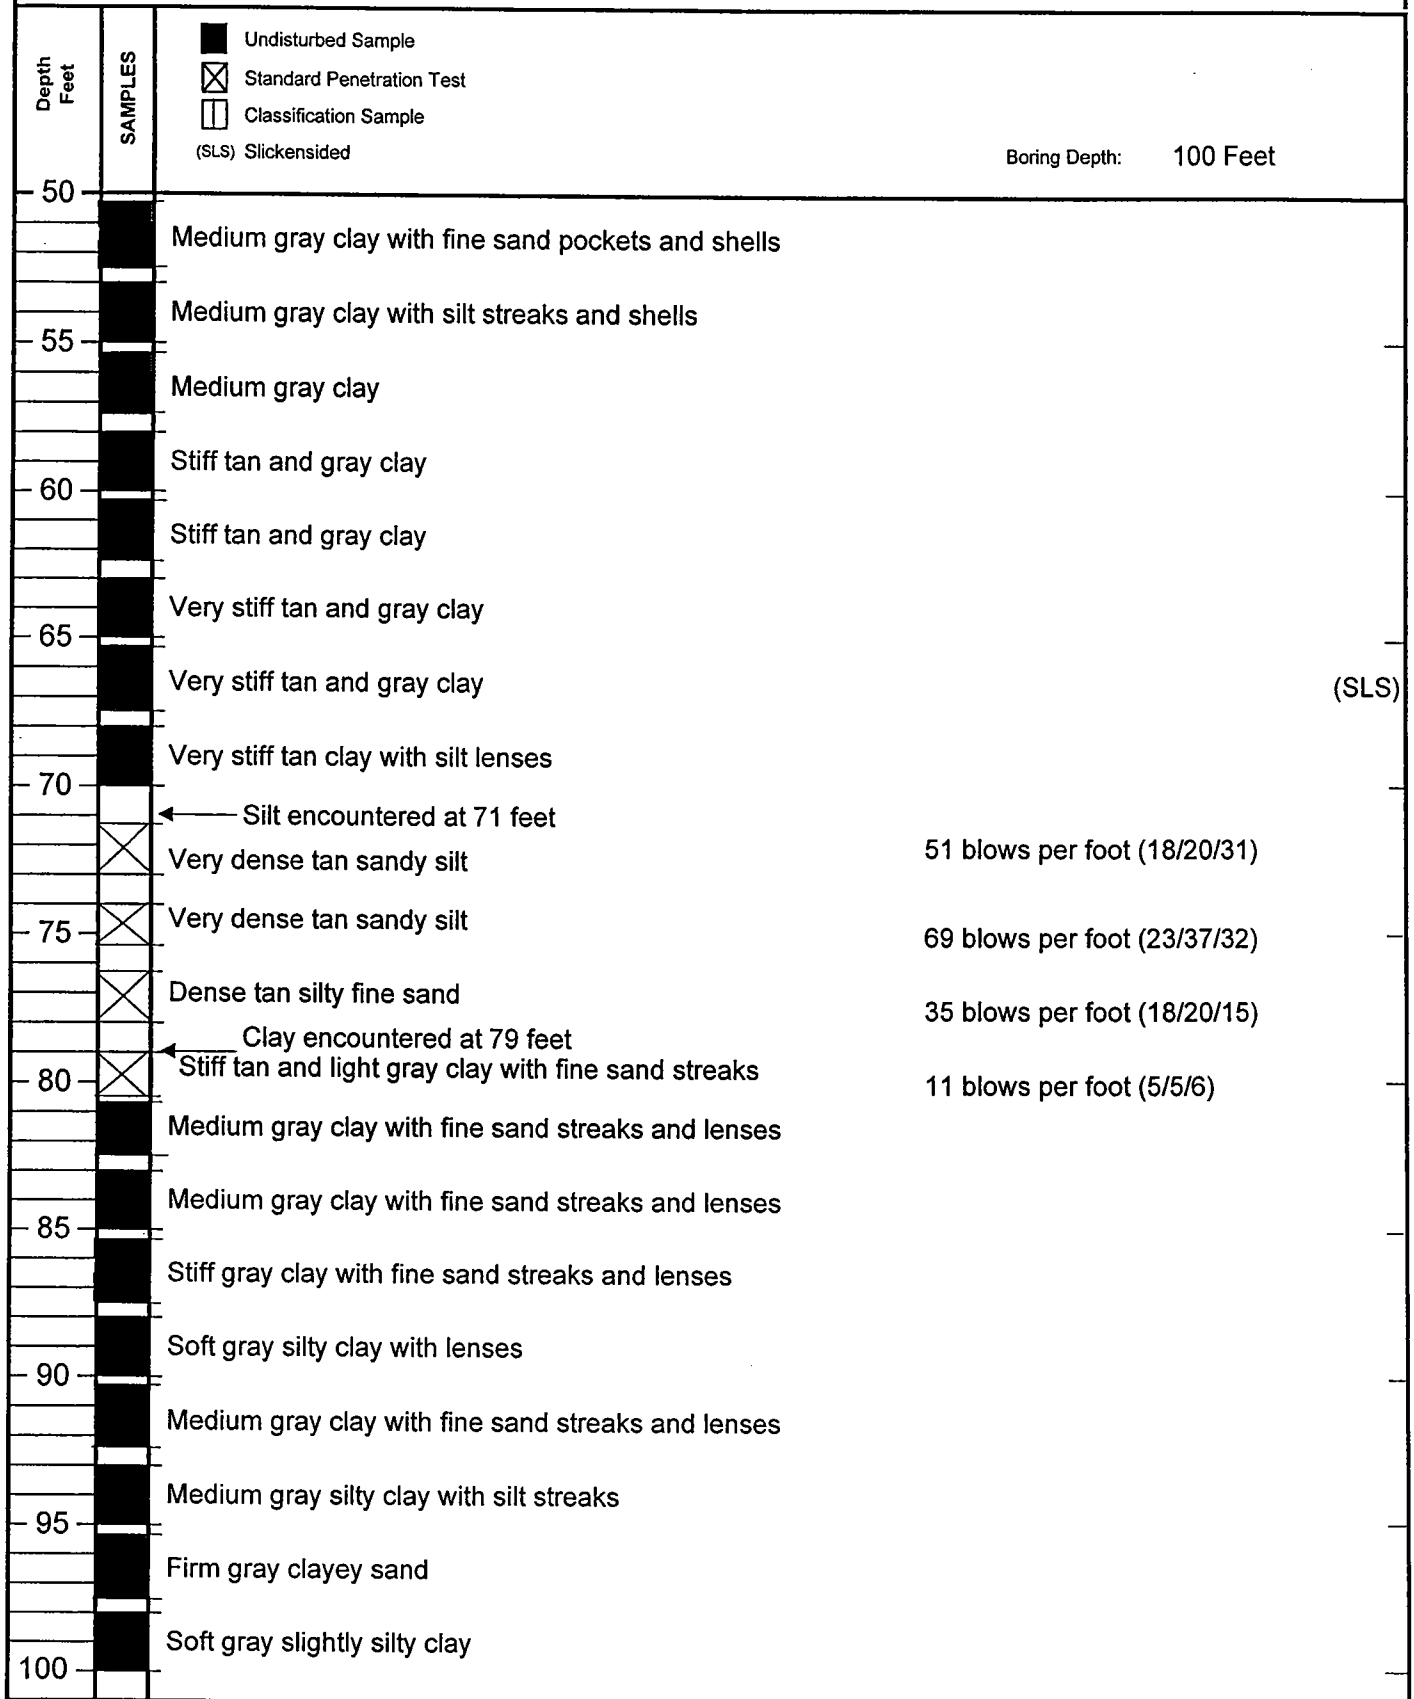 Depth
Feet
SAMPLES
Undisturbed Sample
Standard Penetration Test
Classification Sample
(SLS) Slickensided
Boring Depth: 100 Feet
50
Medium gray clay with fine sand pockets and shells
Medium gray clay with silt streaks and shells
55
Medium gray clay
Stiff tan and gray clay
60
Stiff tan and gray clay
Very stiff tan and gray clay
65
Very stiff tan and gray clay (SLS)
Very stiff tan clay with silt lenses
70
Silt encountered at 71 feet
Very dense tan sandy silt 51 blows per foot (18/20/31)
Very dense tan sandy silt
75 69 blows per foot (23/37/32)
Dense tan silty fine sand 35 blows per foot (18/20/15)
Clay encountered at 79 feet
Stiff tan and light gray clay with fine sand streaks
80 11 blows per foot (5/5/6)
Medium gray clay with fine sand streaks and lenses
Medium gray clay with fine sand streaks and lenses
85
Stiff gray clay with fine sand streaks and lenses
Soft gray silty clay with lenses
90
Medium gray clay with fine sand streaks and lenses
Medium gray silty clay with silt streaks
95
Firm gray clayey sand
Soft gray slightly silty clay
100